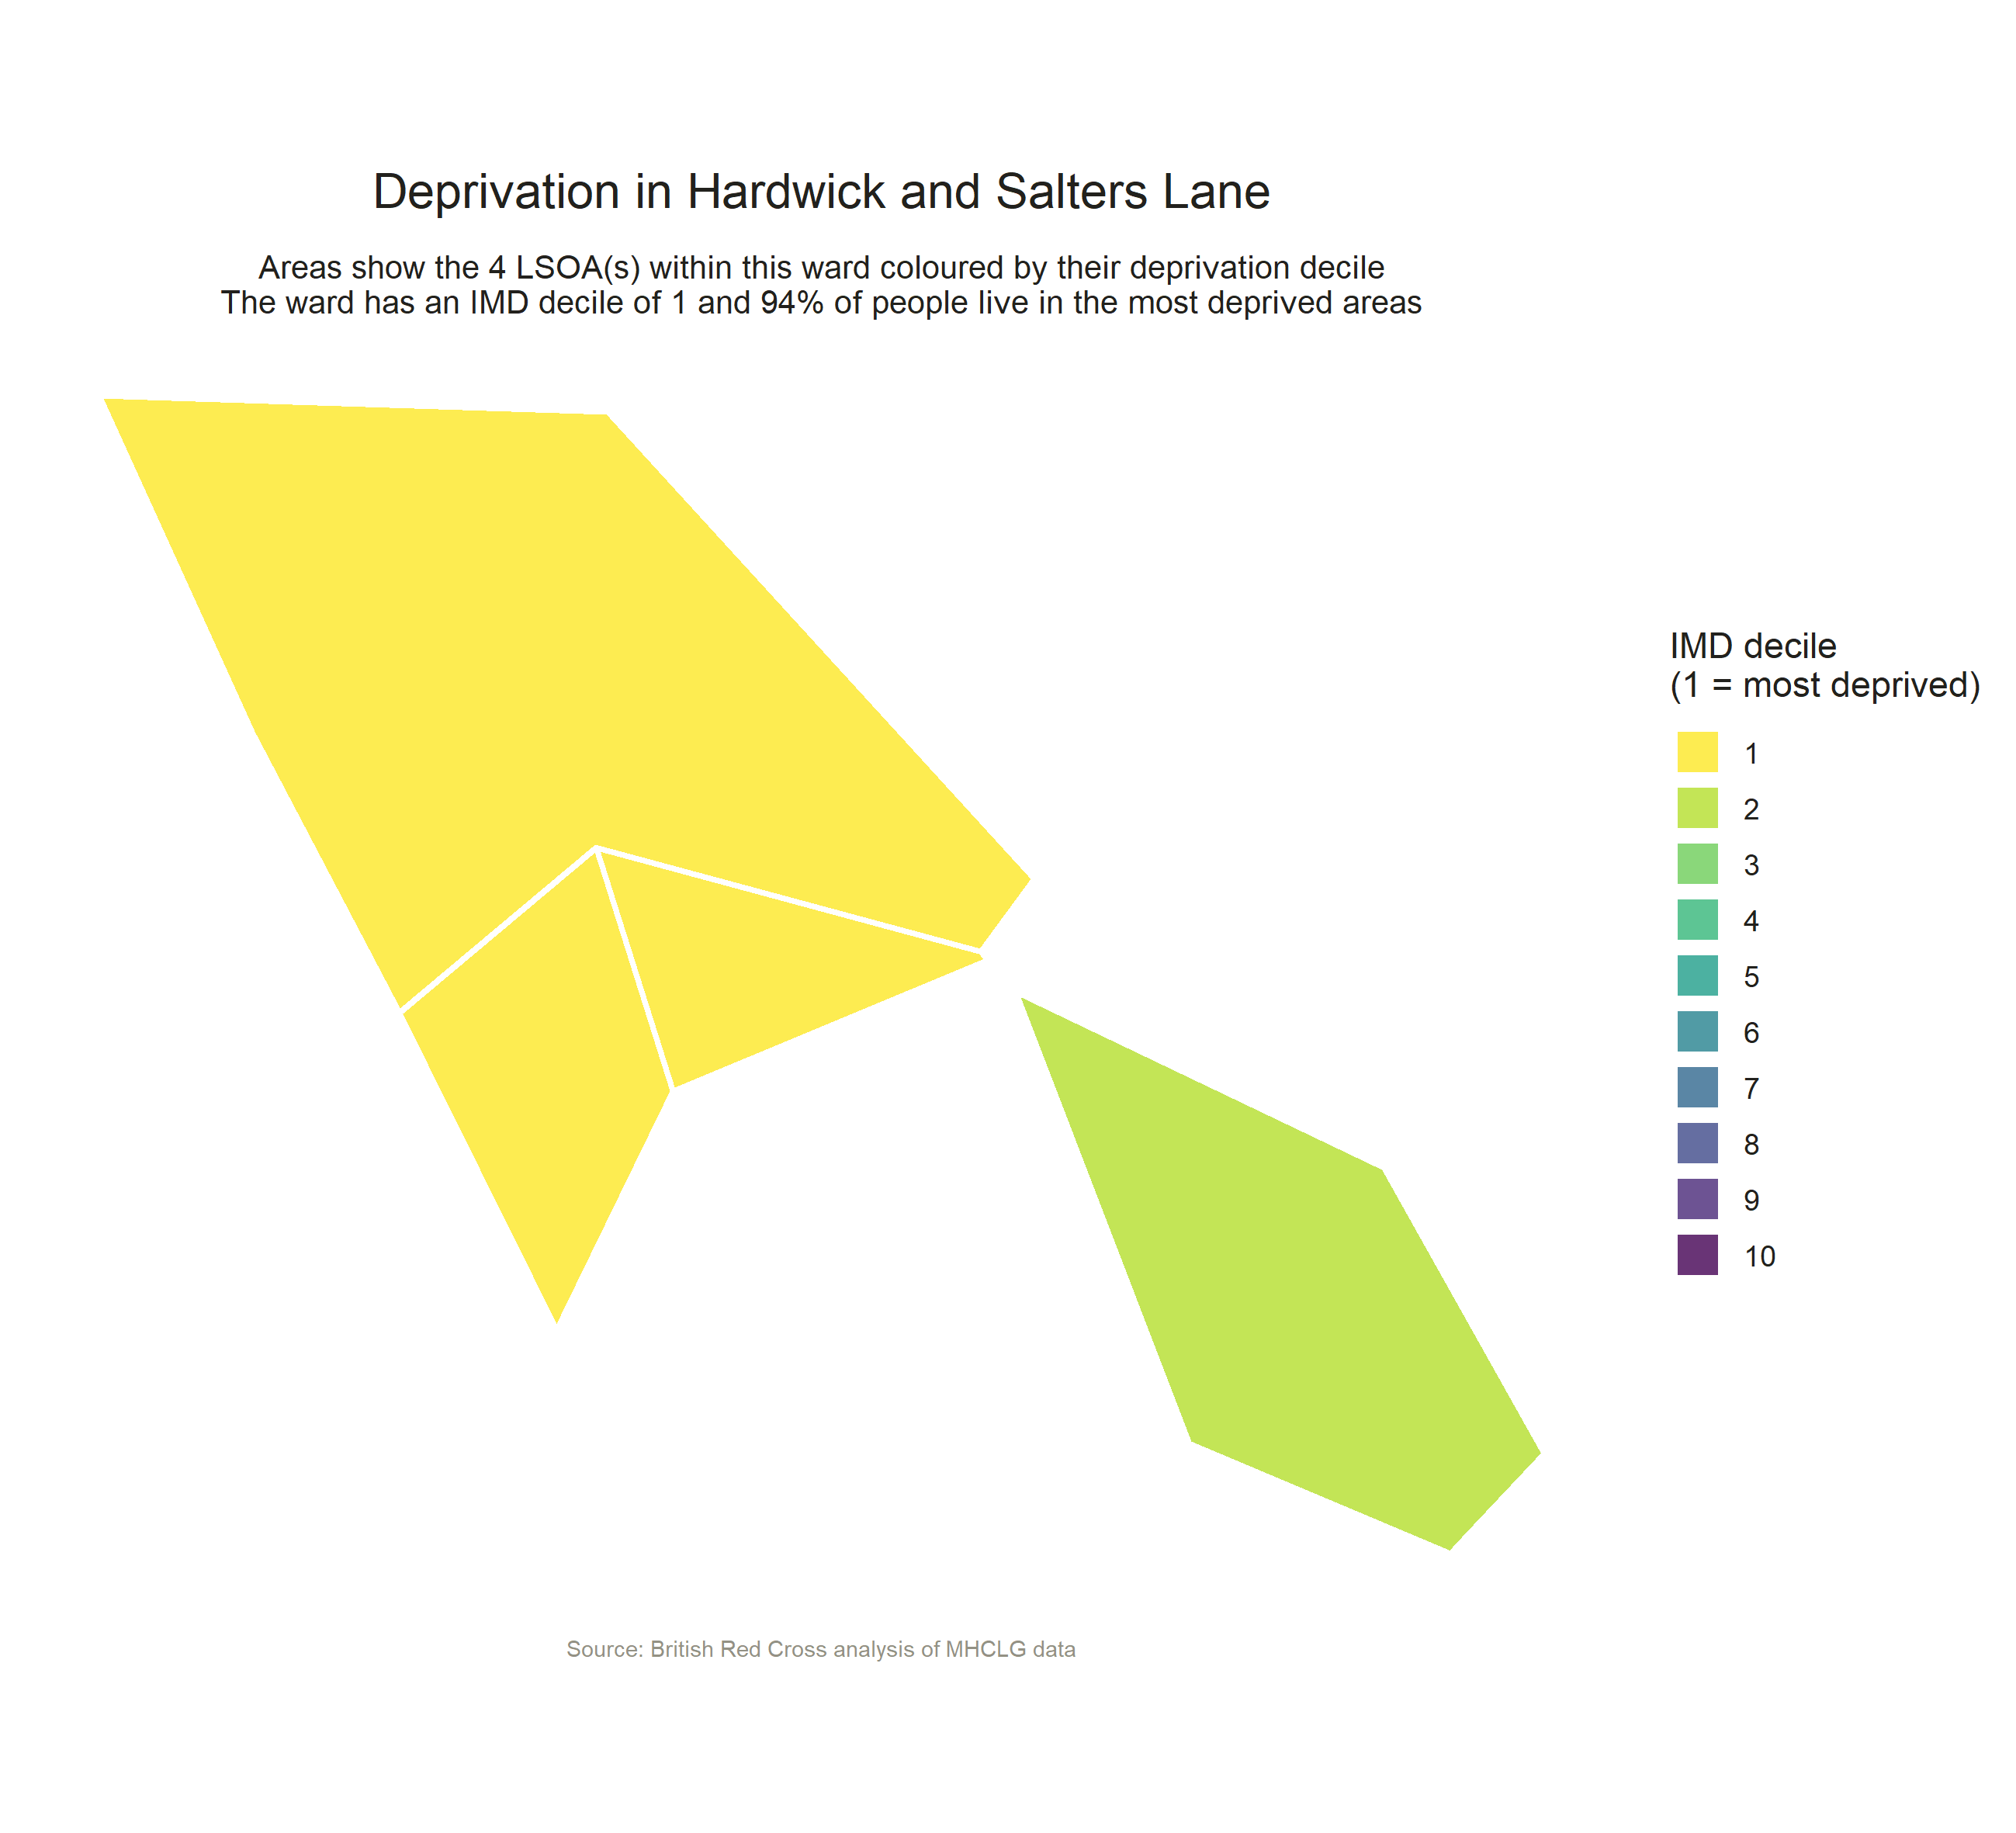 Deprivation in Hardwick and Salters Lane
Areas show the 4 LSOA(s) within this ward coloured by their deprivation decile
The ward has an IMD decile of 1 and 94% of people live in the most deprived areas
IMD decile
(1 = most deprived)
1
2
3
4
5
6
7
8
9
10
Source: British Red Cross analysis of MHCLG data